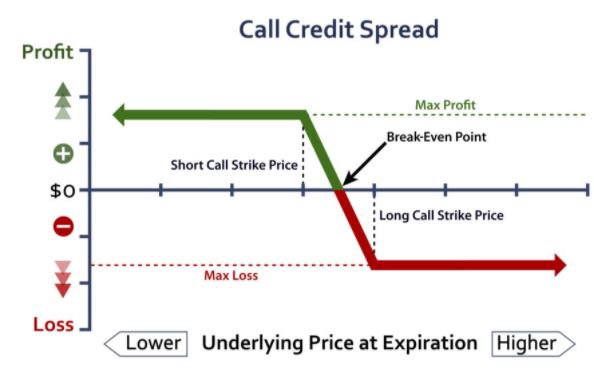 Call Credit Spread
Profit
Max Profit
Break-Even Point
Short Call Strike Price
$0
Long Call Strike Price
Max Loss
Loss
Lower
Underlying Price at Expiration
Higher